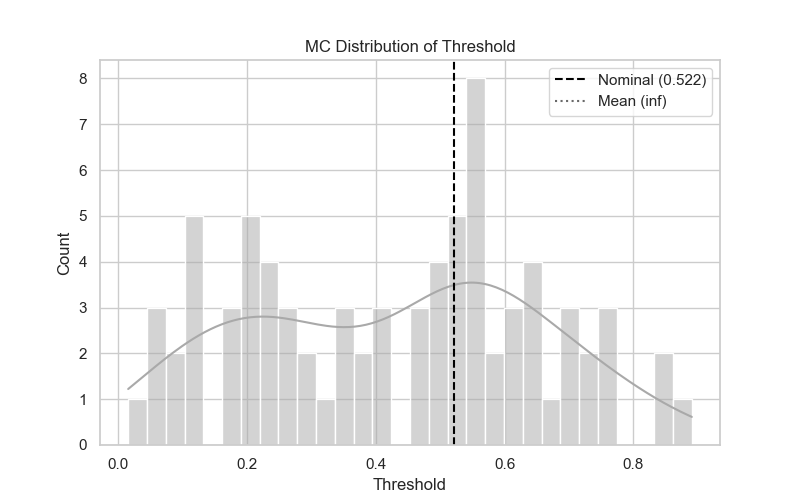 MC Distribution of Threshold
Nominal (0.522)
Mean (inf)
8
7
6
5
4
3
2
1
0
Count
0.0 0.2 0.4 0.6 0.8
Threshold